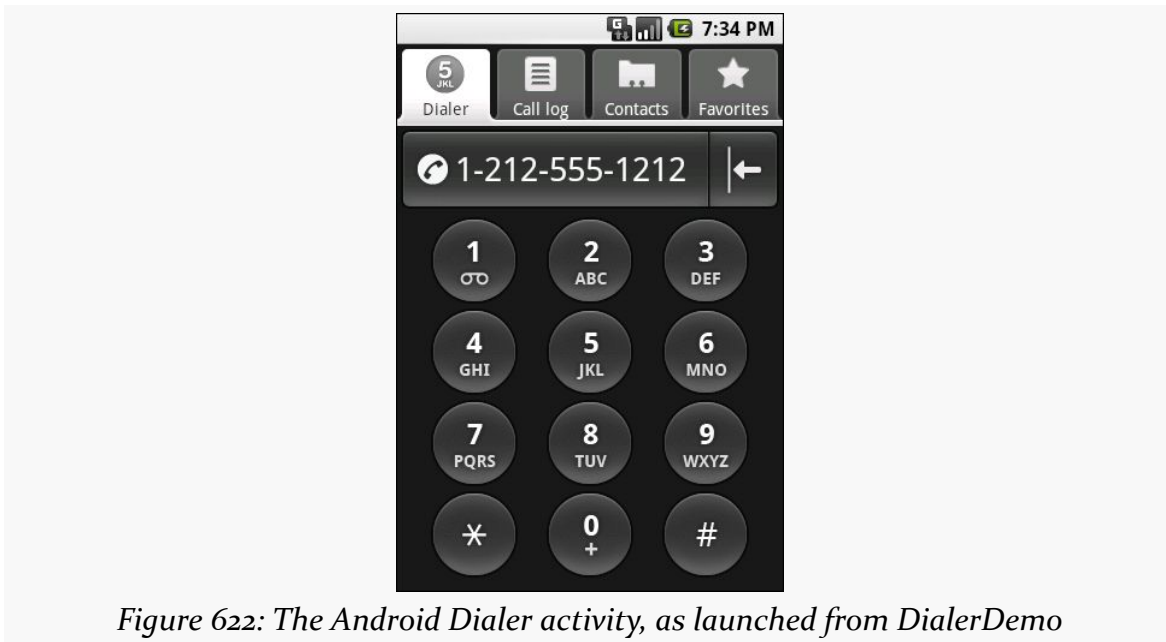 G 7:34 PM
5
JKL
Dialer Call log Contacts Favorites
1-212-555-1212
1 2 3
ABC DEF
4 5 6
GHI JKL MNO
7 8 9
PQRS TUV WXYZ
* 0 #
+
Figure 622: The Android Dialer activity, as launched from DialerDemo